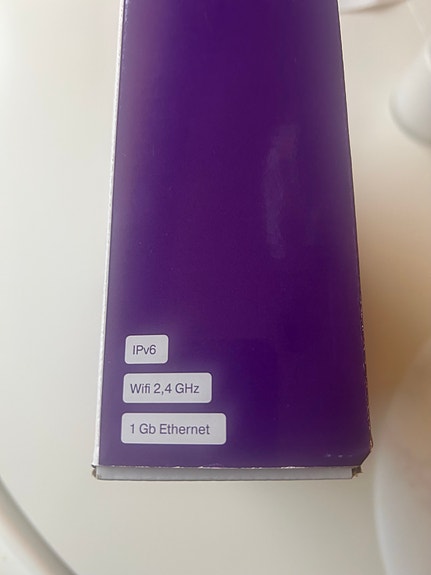 IPv6
Wifi 2,4 GHz
1 Gb Ethernet